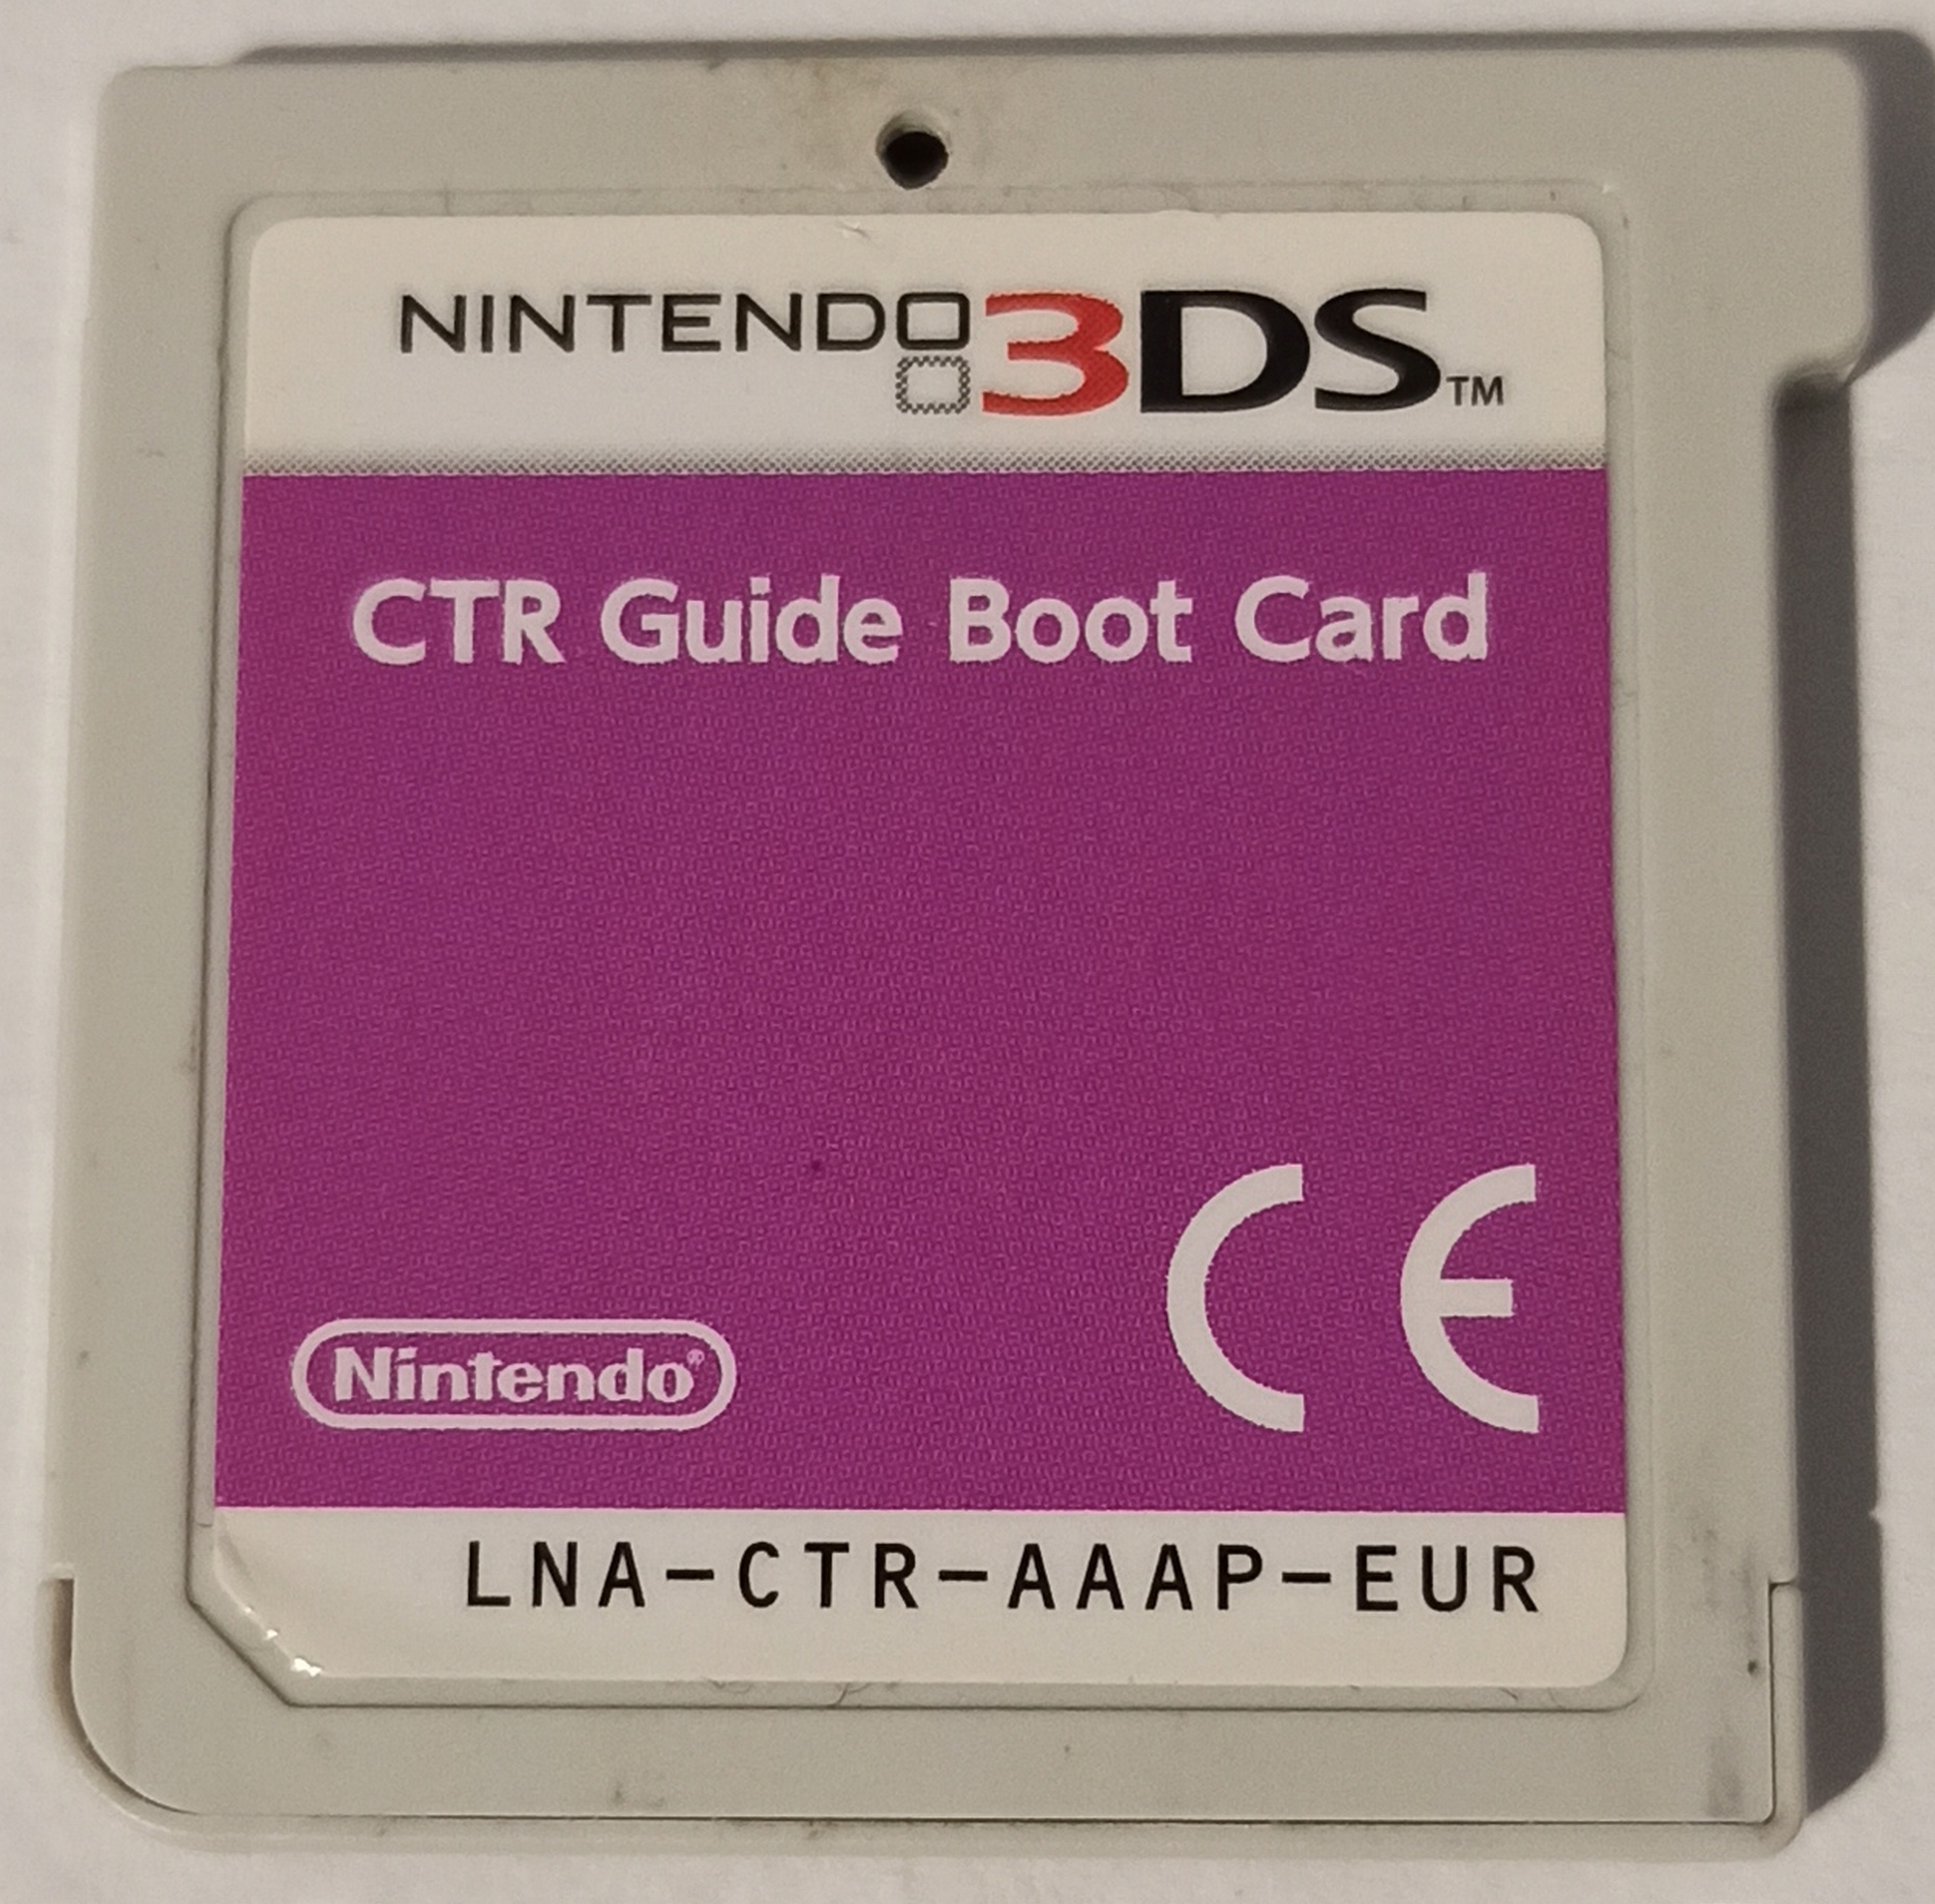 NINTENDO 3DS™
CTR Guide Boot Card
CE
Nintendo®
LNA-CTR-AAAP-EUR